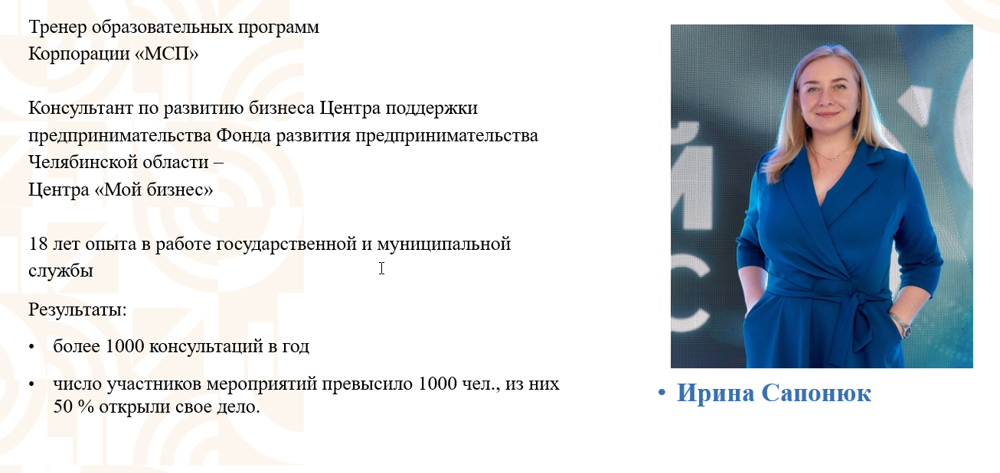 Тренер образовательных программ
Корпорации «МСП»
Консультант по развитию бизнеса Центра поддержки
предпринимательства Фонда развития предпринимательства
Челябинской области –
Центра «Мой бизнес»
18 лет опыта в работе государственной и муниципальной
службы
Результаты:
• более 1000 консультаций в год
• число участников мероприятий превысило 1000 чел., из них
50 % открыли свое дело.
Й
С
• Ирина Сапонюк